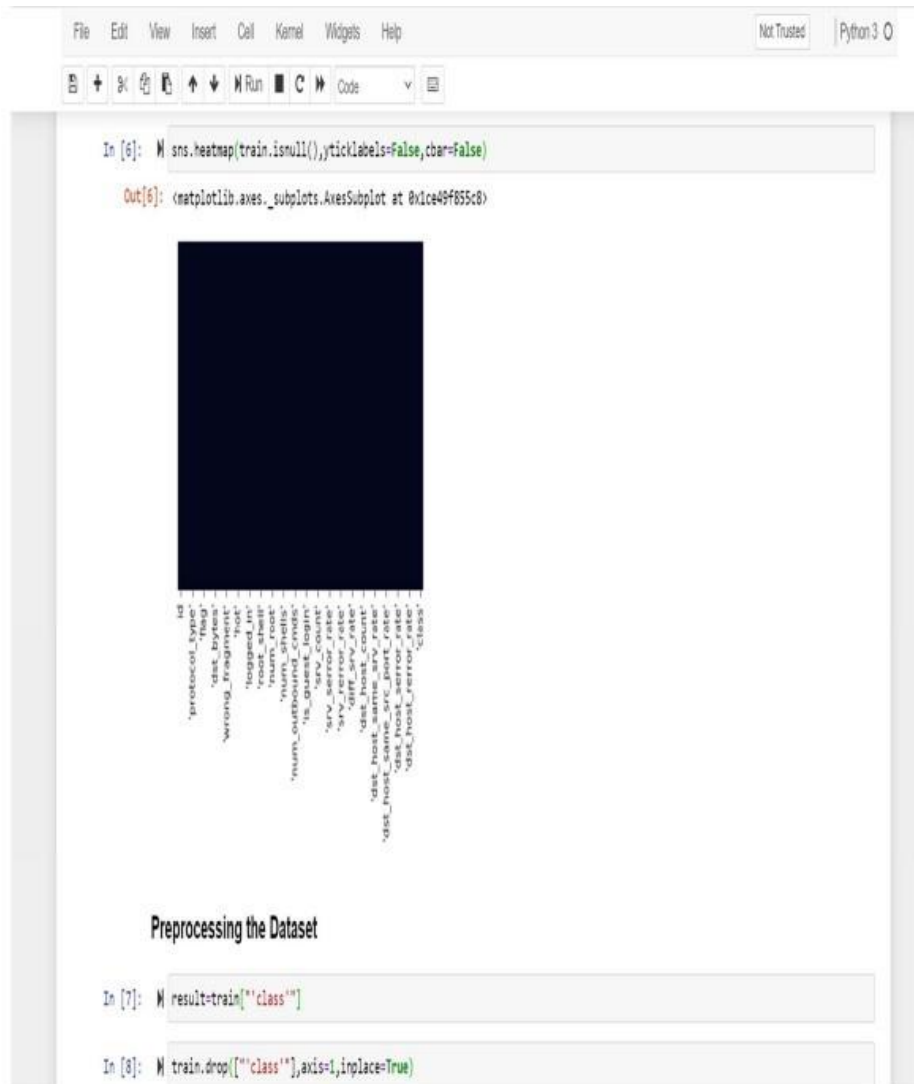 File Edit View Insert Cell Kernel Widgets Help Not Trusted Python 3
Run Code
In [6]: sns.heatmap(train.isnull(),yticklabels=False,cbar=False)
Out[6]: <matplotlib.axes._subplots.AxesSubplot at 0x1ce49f855c8>
id
'protocol_type'
'flag'
'dst_bytes'
'wrong_fragment'
'hot'
'logged_in'
'root_shell'
'num_root'
'num_shells'
'num_outbound_cmds'
'is_guest_login'
'srv_count'
'srv_serror_rate'
'srv_rerror_rate'
'diff_srv_rate'
'dst_host_count'
'dst_host_same_srv_rate'
'dst_host_same_src_port_rate'
'dst_host_serror_rate'
'dst_host_rerror_rate'
'class'
Preprocessing the Dataset
In [7]: result=train["'class'"]
In [8]: train.drop(["'class'"],axis=1,inplace=True)